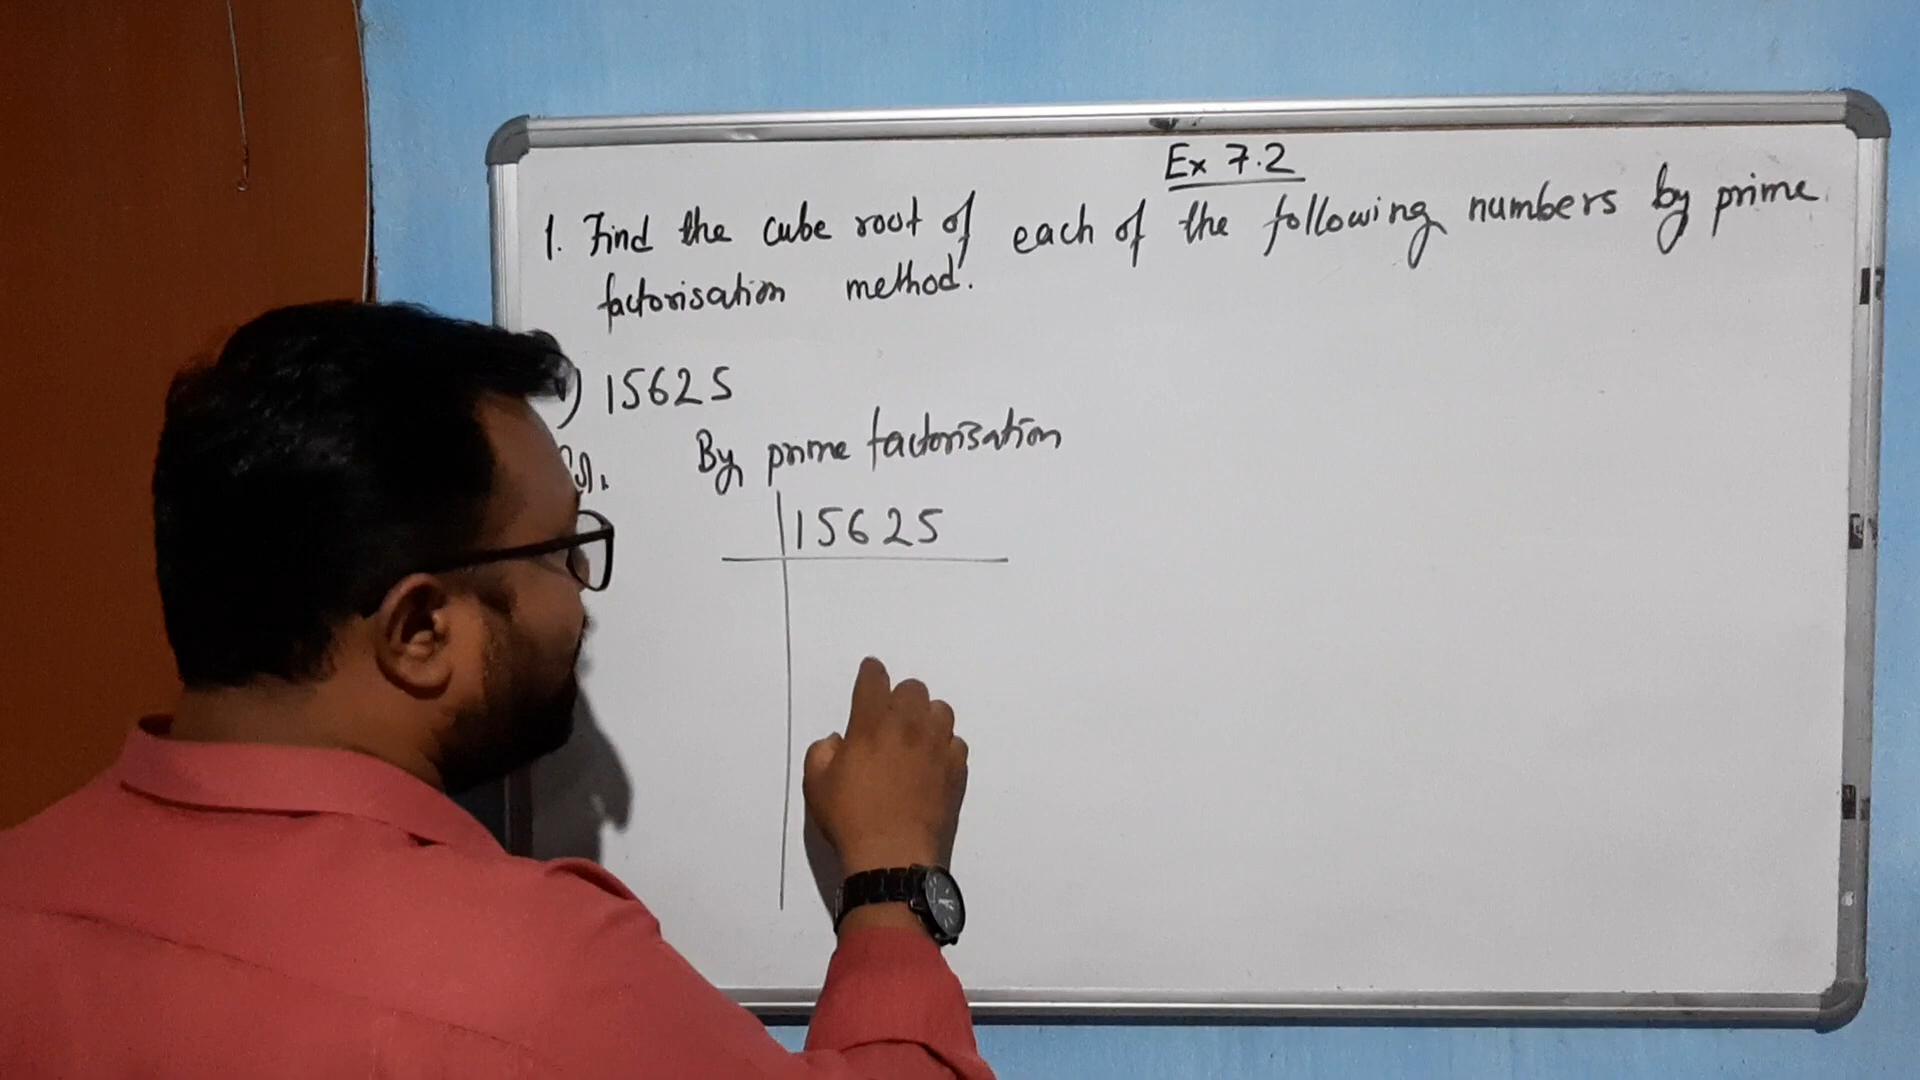 Ex 7.2
1. Find the cube root of each of the following numbers by prime
factorisation method.
) 15625
By prime factorisation
15625